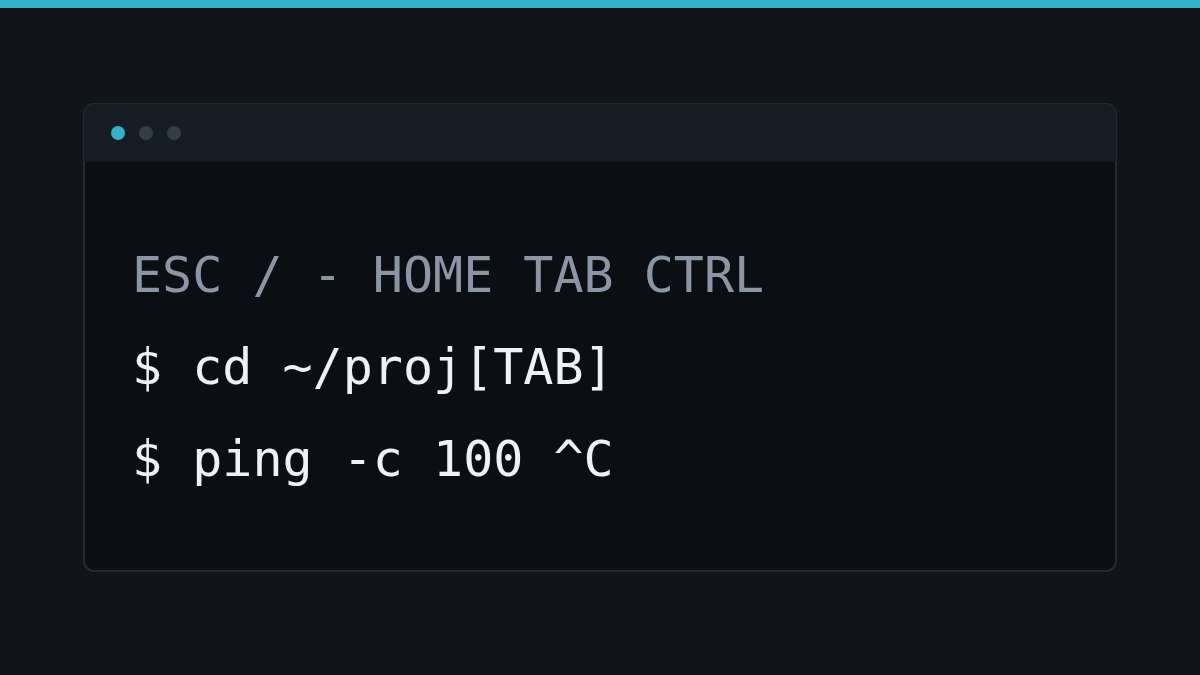 ESC / - HOME TAB CTRL
$ cd ~/proj[TAB]
$ ping -c 100 ^C